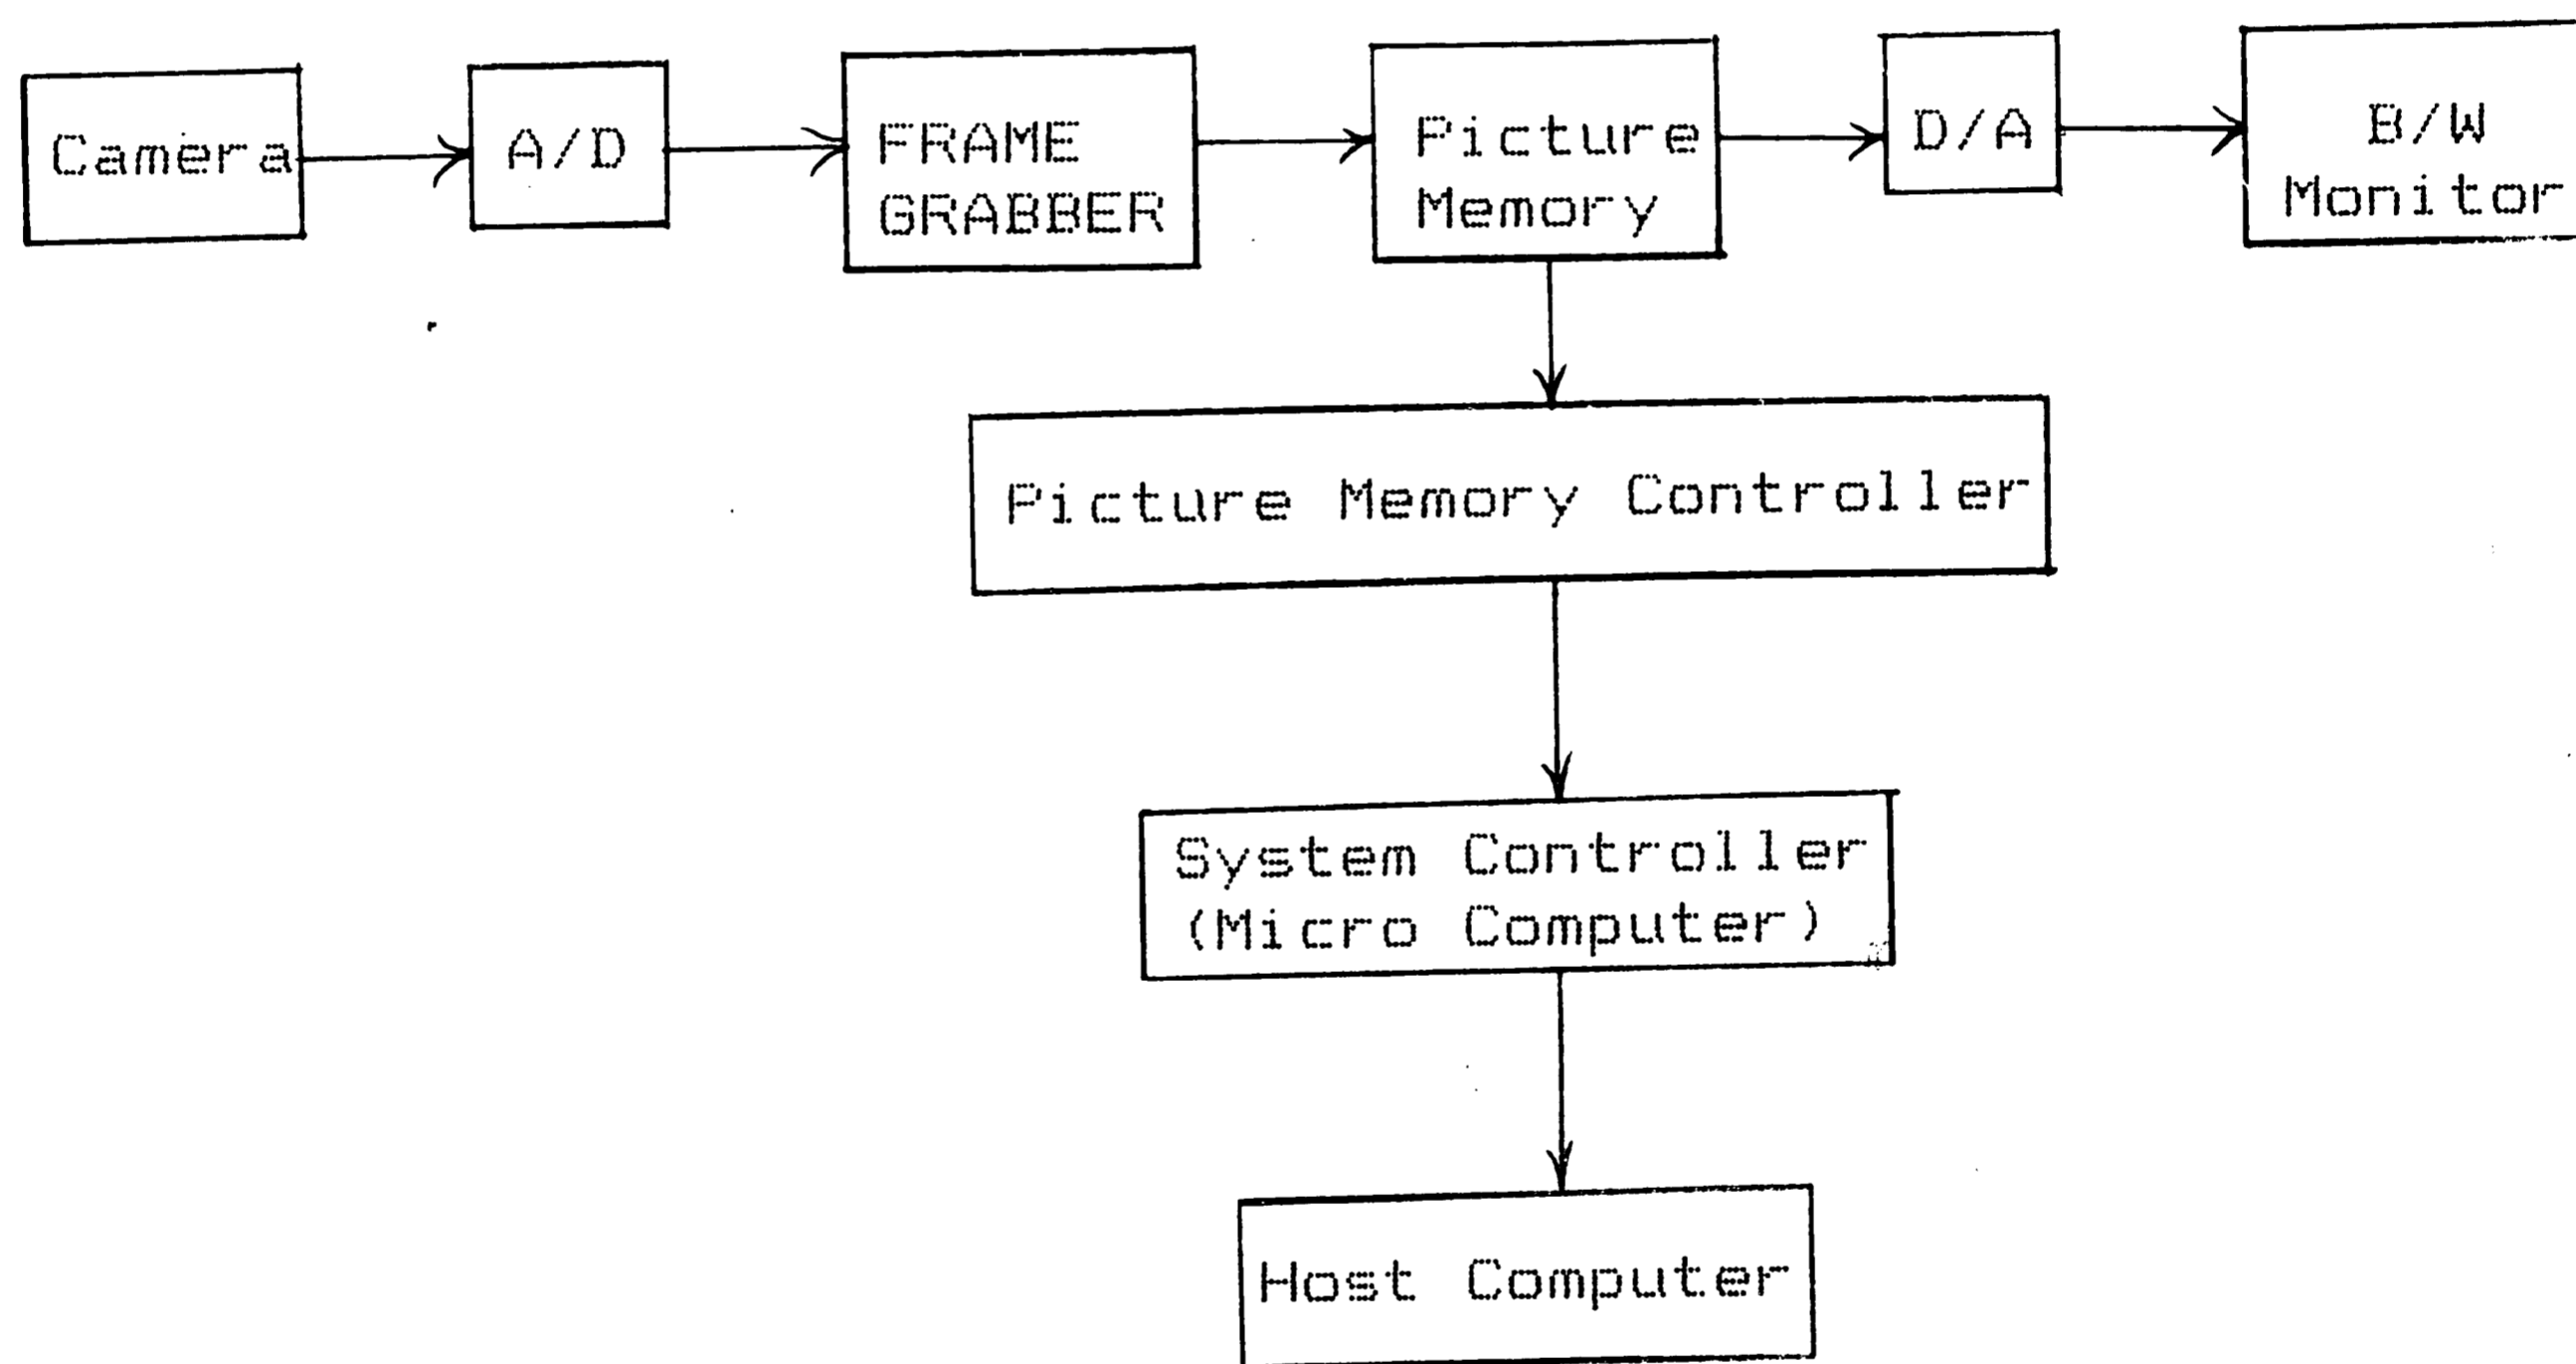 Camera
A/D
FRAME
GRABBER
Picture
Memory
D/A
B/W
Monitor
Picture Memory Controller
System Controller
(Micro Computer)
Host Computer